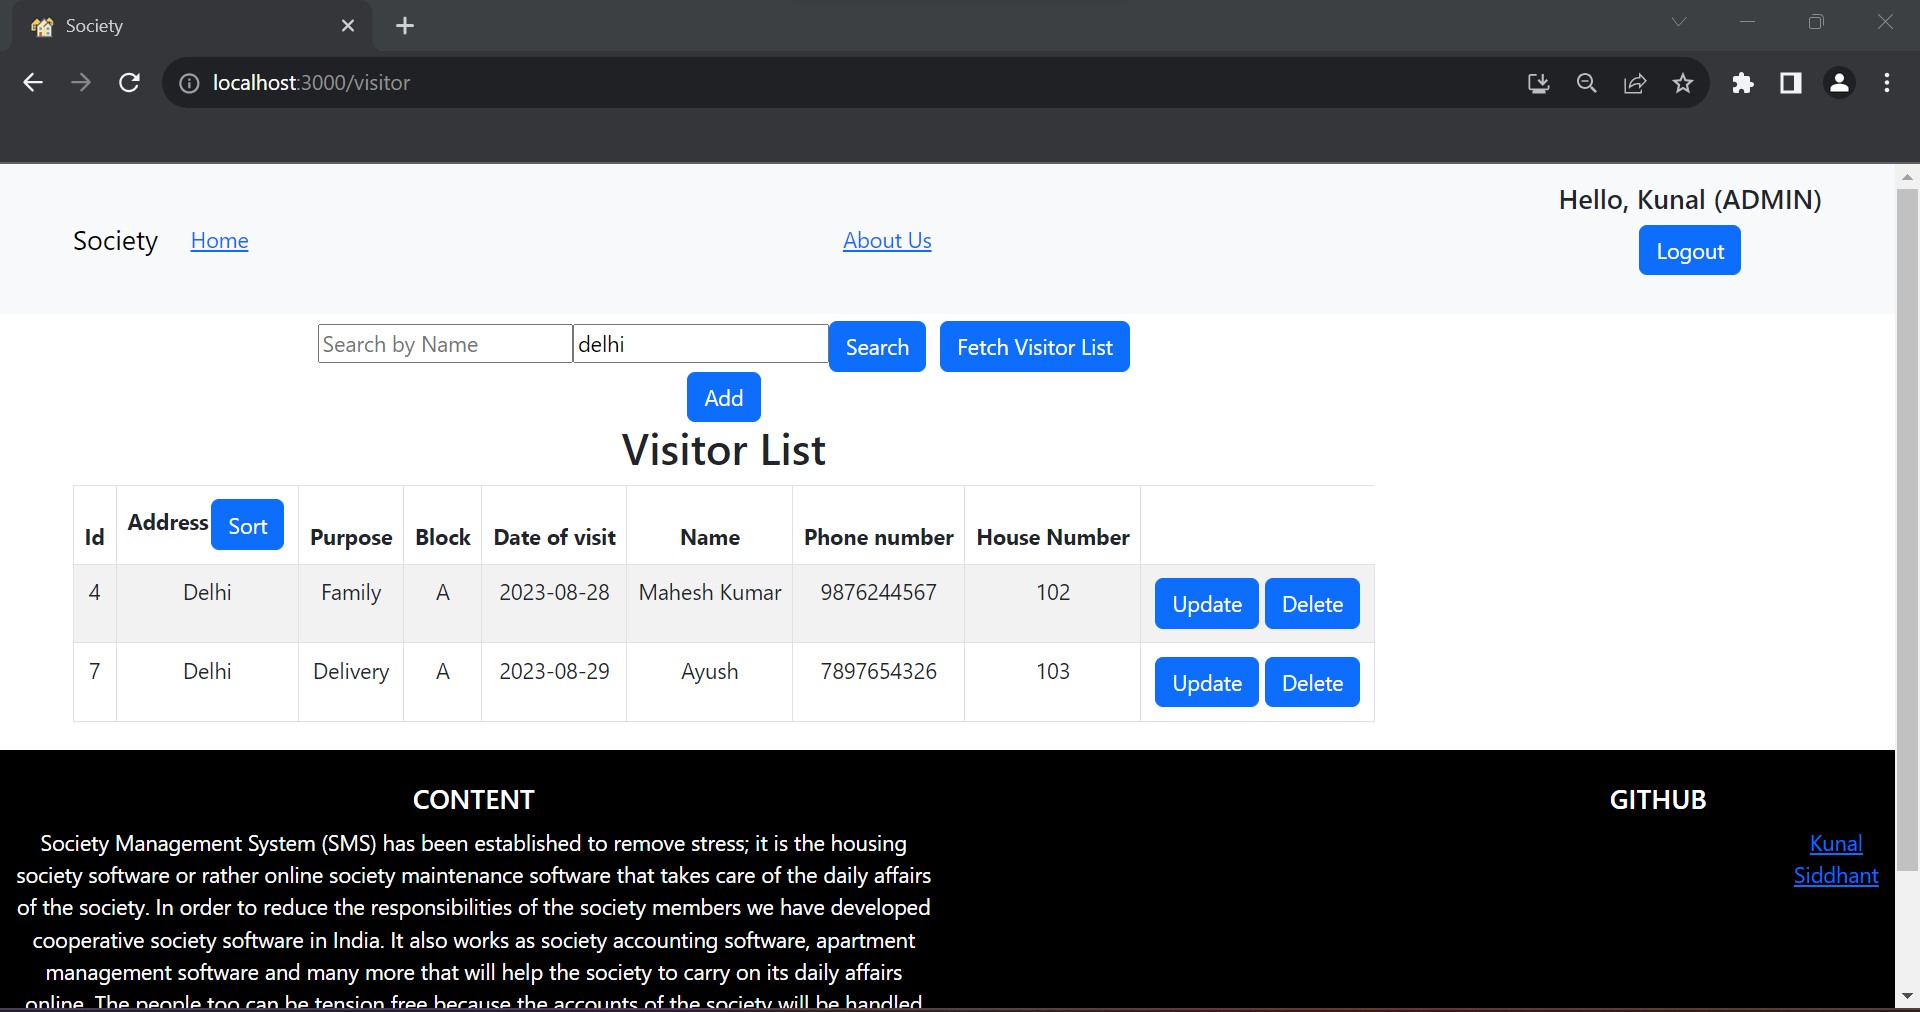 Society
localhost:3000/visitor
Hello, Kunal (ADMIN)
Society Home About Us
Logout
Search by Name delhi Search Fetch Visitor List
Add
Visitor List
Id Address Sort Purpose Block Date of visit Name Phone number House Number
4 Delhi Family A 2023-08-28 Mahesh Kumar 9876244567 102 Update Delete
7 Delhi Delivery A 2023-08-29 Ayush 7897654326 103 Update Delete
CONTENT
Society Management System (SMS) has been established to remove stress; it is the housing
society software or rather online society maintenance software that takes care of the daily affairs
of the society. In order to reduce the responsibilities of the society members we have developed
cooperative society software in India. It also works as society accounting software, apartment
management software and many more that will help the society to carry on its daily affairs
online. The people too can be tension free because the accounts of the society will be handled
GITHUB
Kunal
Siddhant